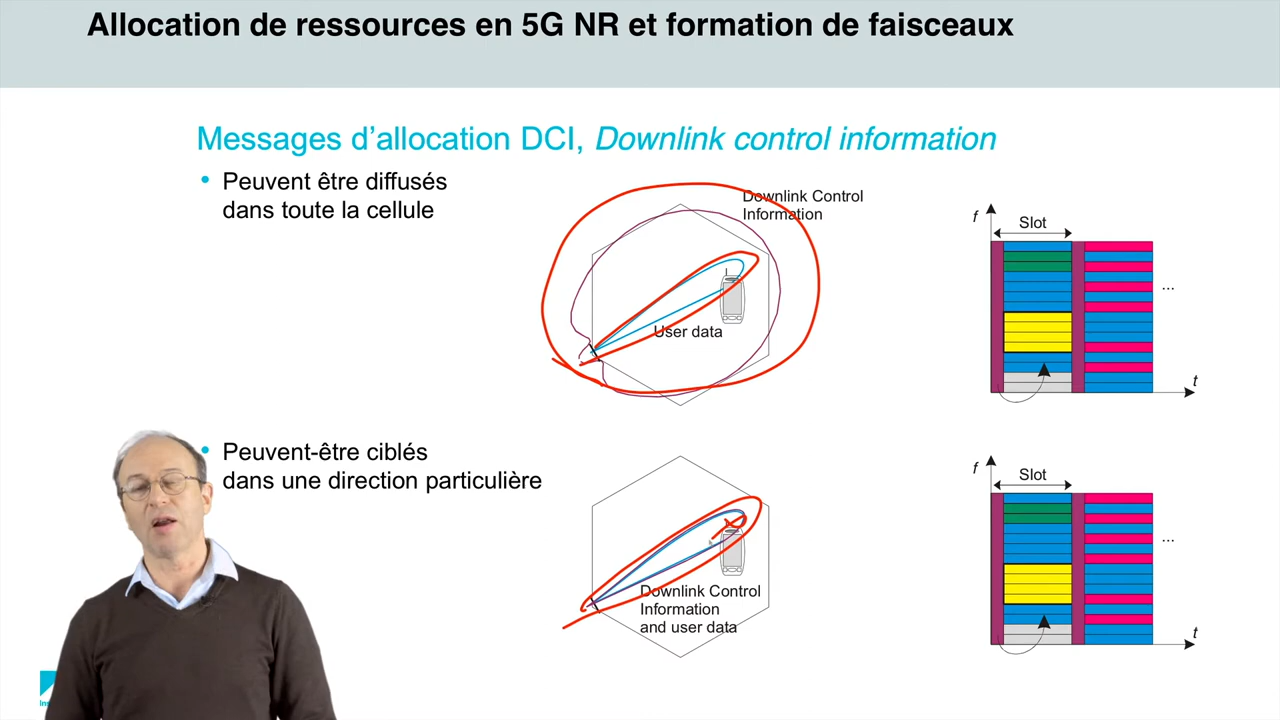 Allocation de ressources en 5G NR et formation de faisceaux
Messages d'allocation DCI, Downlink control information
• Peuvent être diffusés
dans toute la cellule
Downlink Control
Information
User data
f
Slot
...
t
• Peuvent-être ciblés
dans une direction particulière
Downlink Control
Information
and user data
f
Slot
...
t